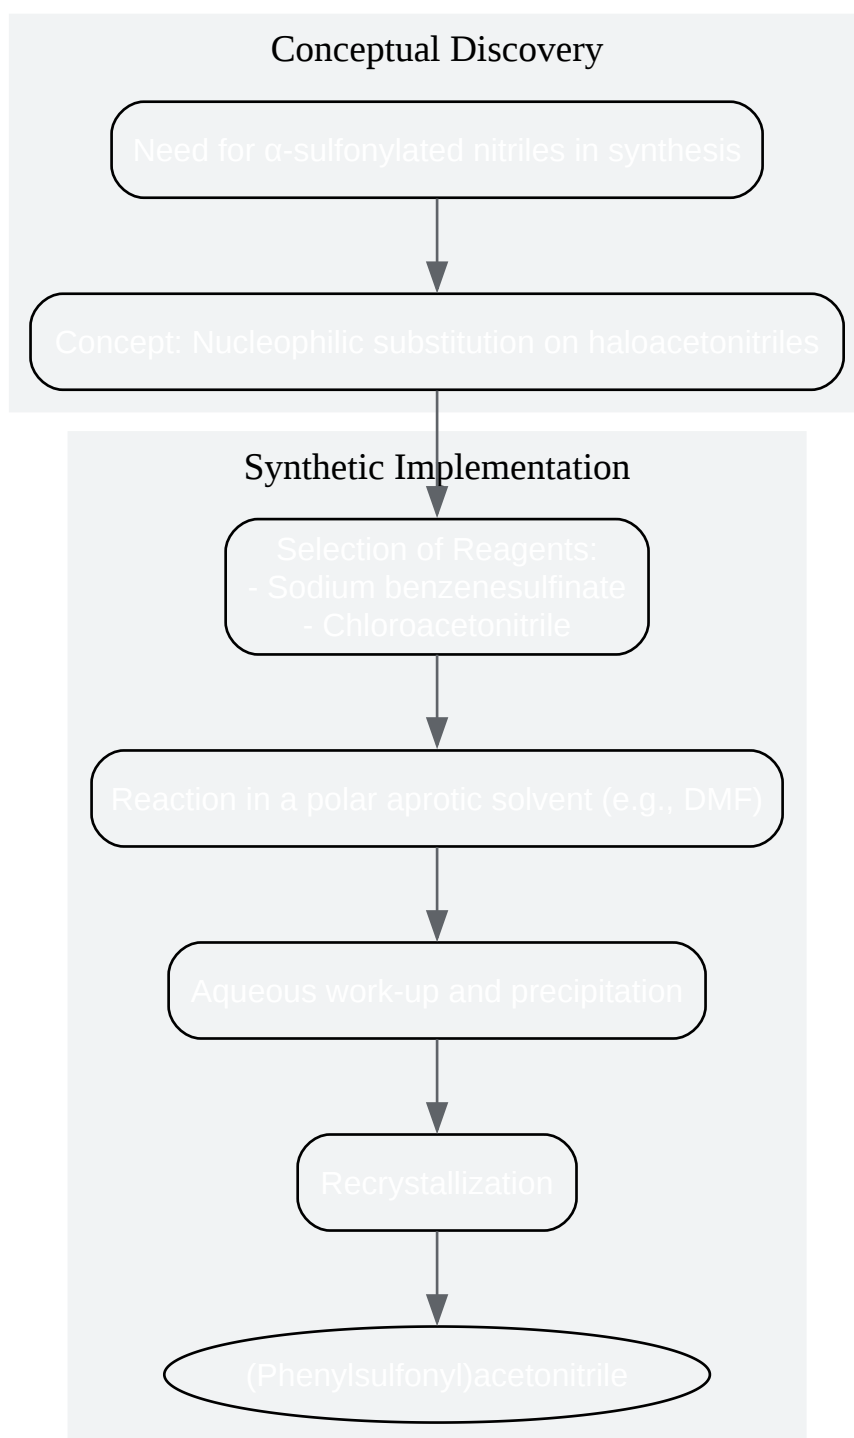 Conceptual Discovery
Need for α-sulfonylated nitriles in synthesis
Concept: Nucleophilic substitution on haloacetonitriles
Synthetic Implementation
Selection of Reagents:
- Sodium benzenesulfinate
- Chloroacetonitrile
Reaction in a polar aprotic solvent (e.g., DMF)
Aqueous work-up and precipitation
Recrystallization
(Phenylsulfonyl)acetonitrile